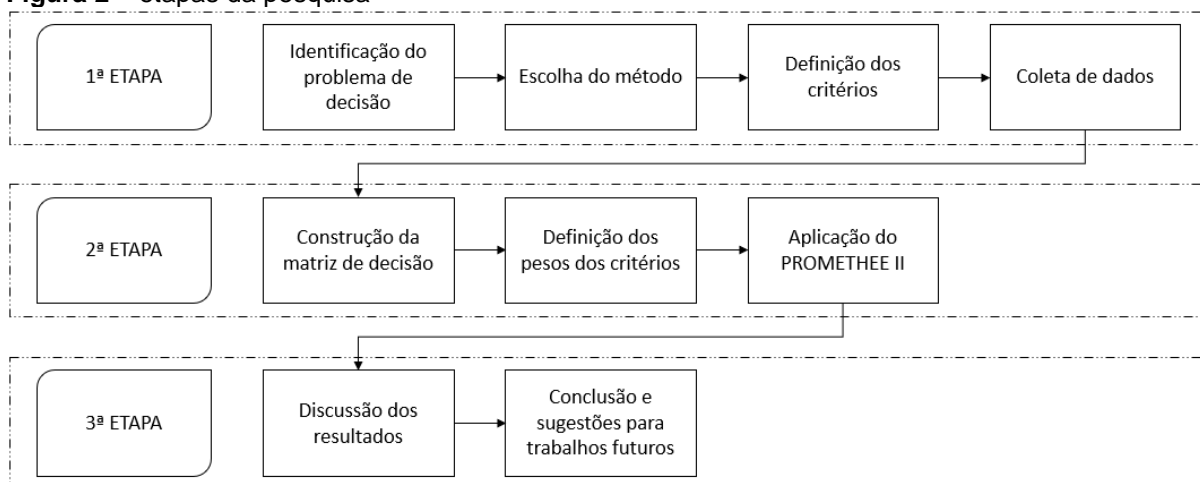 Figura 2 – etapas da pesquisa
1ª ETAPA
Identificação do
problema de
decisão
Escolha do método
Definição dos
critérios
Coleta de dados
2ª ETAPA
Construção da
matriz de decisão
Definição dos
pesos dos critérios
Aplicação do
PROMETHEE II
3ª ETAPA
Discussão dos
resultados
Conclusão e
sugestões para
trabalhos futuros